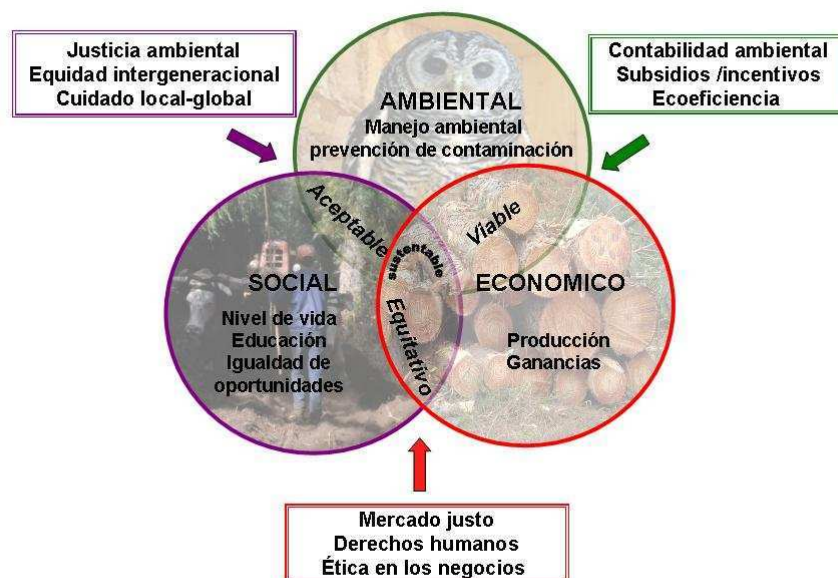 Justicia ambiental
Equidad intergeneracional
Cuidado local-global
Contabilidad ambiental
Subsidios /incentivos
Ecoeficiencia
AMBIENTAL
Manejo ambiental
prevención de contaminación
Aceptable
Viable
sustentable
SOCIAL
Nivel de vida
Educación
Igualdad de
oportunidades
ECONOMICO
Producción
Ganancias
Equitativo
Mercado justo
Derechos humanos
Ética en los negocios